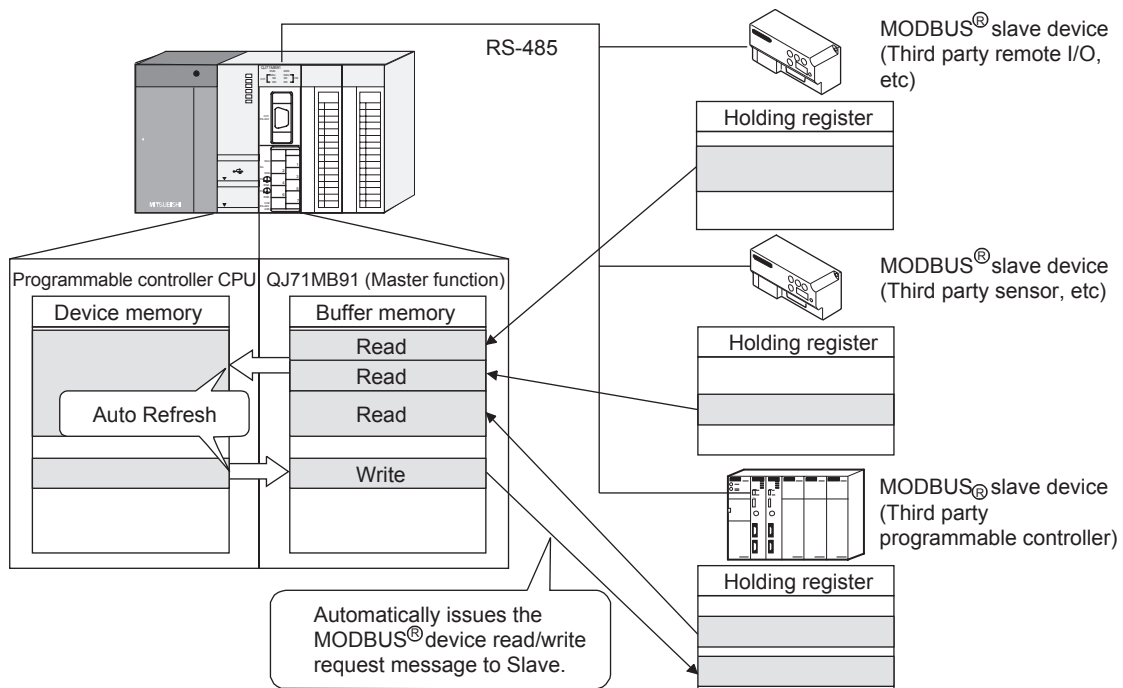 RS-485
MODBUS® slave device
(Third party remote I/O,
etc)
Holding register
MITSUBISHI
MODBUS® slave device
(Third party sensor, etc)
Holding register
Programmable controller CPU
QJ71MB91 (Master function)
Device memory
Buffer memory
Read
Read
Read
Auto Refresh
Write
MODBUS® slave device
(Third party
programmable controller)
Holding register
Automatically issues the
MODBUS® device read/write
request message to Slave.